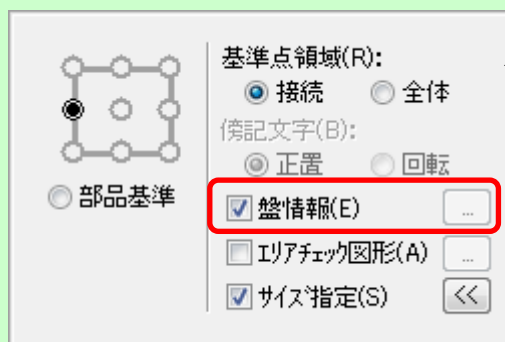 基準点領域(R):
接続 全体
傍記文字(B):
正置 回転
部品基準
盤情報(E) ...
エリアチェック図形(A) ...
サイズ指定(S) <<